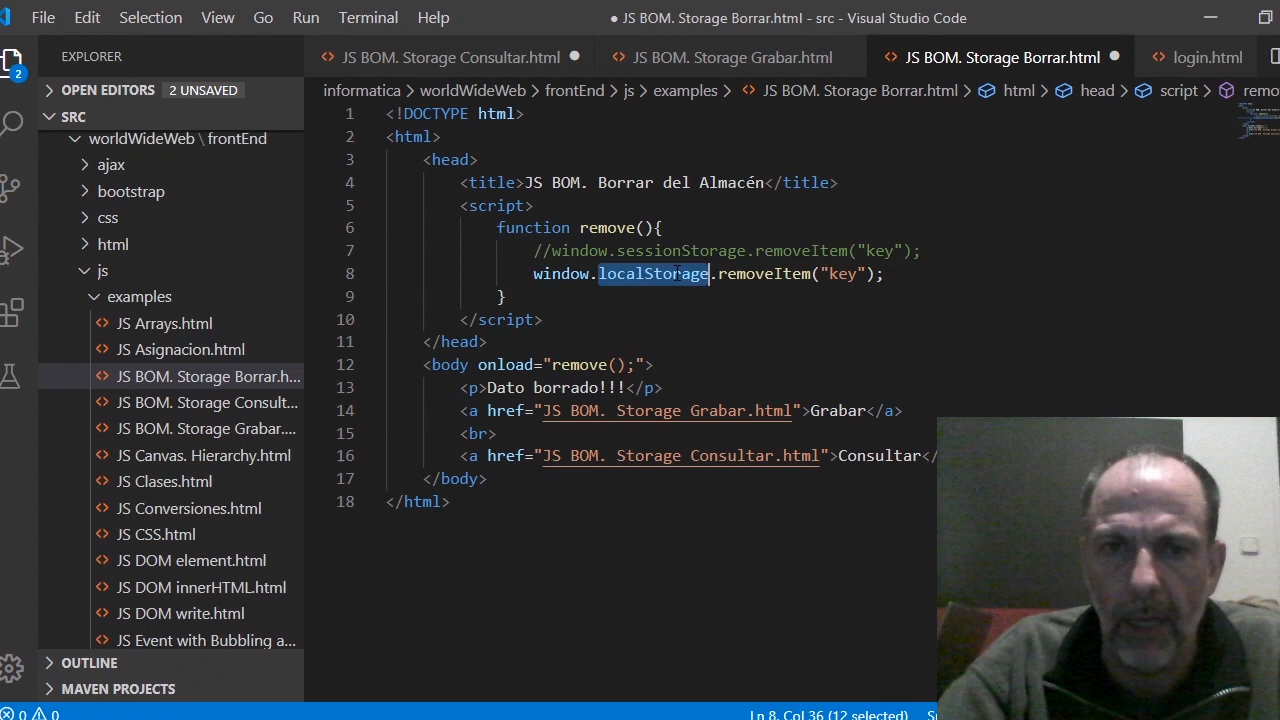 File Edit Selection View Go Run Terminal Help
● JS BOM. Storage Borrar.html - src - Visual Studio Code
2
EXPLORER
OPEN EDITORS 2 UNSAVED
SRC
worldWideWeb \ frontEnd
ajax
bootstrap
css
html
js
examples
JS Arrays.html
JS Asignacion.html
JS BOM. Storage Borrar.h...
JS BOM. Storage Consult...
JS BOM. Storage Grabar....
JS Canvas. Hierarchy.html
JS Clases.html
JS Conversiones.html
JS CSS.html
JS DOM element.html
JS DOM innerHTML.html
JS DOM write.html
JS Event with Bubbling a...
OUTLINE
MAVEN PROJECTS
JS BOM. Storage Consultar.html JS BOM. Storage Grabar.html JS BOM. Storage Borrar.html login.html
informatica > worldWideWeb > frontEnd > js > examples > JS BOM. Storage Borrar.html > html > head > script > remo
1 <!DOCTYPE html>
2 <html>
3 <head>
4 <title>JS BOM. Borrar del Almacén</title>
5 <script>
6 function remove(){
7 //window.sessionStorage.removeItem("key");
8 window.localStorage.removeItem("key");
9 }
10 </script>
11 </head>
12 <body onload="remove();">
13 <p>Dato borrado!!!</p>
14 <a href="JS BOM. Storage Grabar.html">Grabar</a>
15 <br>
16 <a href="JS BOM. Storage Consultar.html">Consultar</
17 </body>
18 </html>
0 0 Ln 8, Col 36 (12 selected)